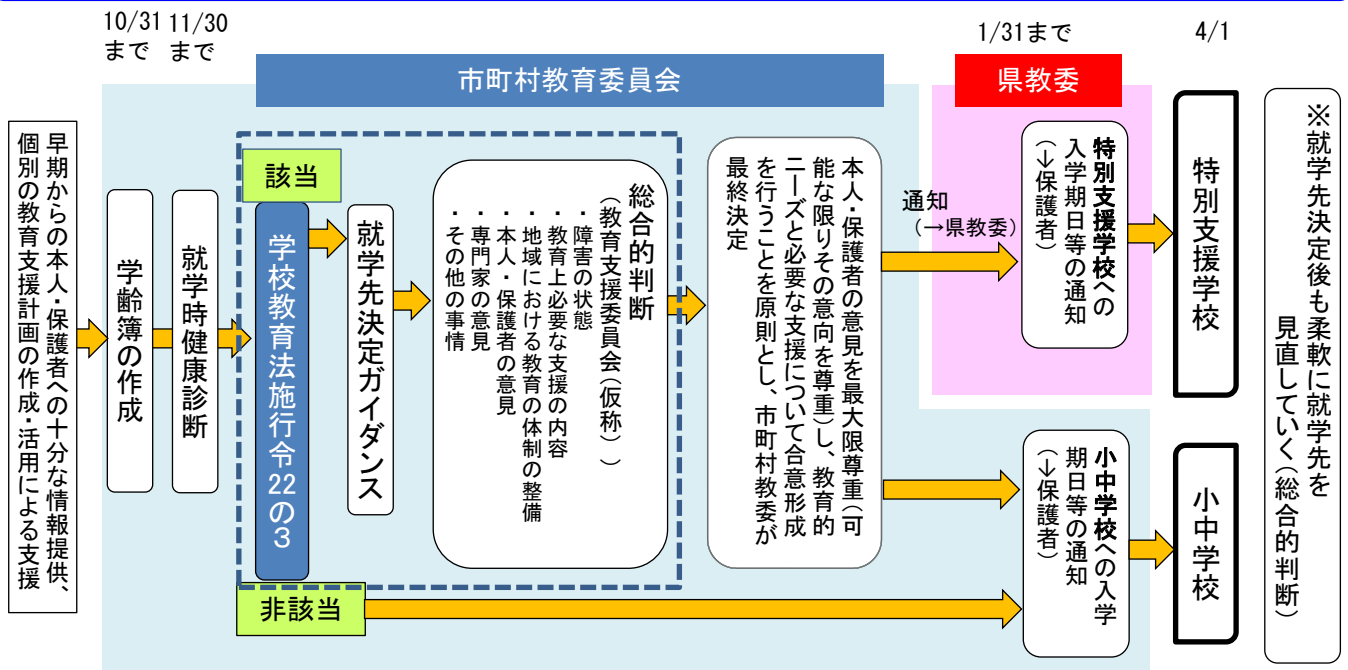 10/31
まで
11/30
まで
1/31まで
4/1
市町村教育委員会
県教委
早期からの本人・保護者への十分な情報提供、
個別の教育支援計画の作成・活用による支援
学齢簿の作成
就学時健康診断
該当
学校教育法施行令22の3
非該当
就学先決定ガイダンス
総合的判断
(教育支援委員会(仮称))
・障害の状態
・教育上必要な支援の内容
・地域における教育の体制の整備
・本人・保護者の意見
・専門家の意見
・その他の事情
本人・保護者の意見を最大限尊重(可
能な限りその意向を尊重)し、教育的
ニーズと必要な支援について合意形成
を行うことを原則とし、市町村教委が
最終決定
通知
(→県教委)
特別支援学校への
入学期日等の通知
(↓保護者)
特別支援学校
小中学校への入学
期日等の通知
(↓保護者)
小中学校
※就学先決定後も柔軟に就学先を
見直していく(総合的判断)